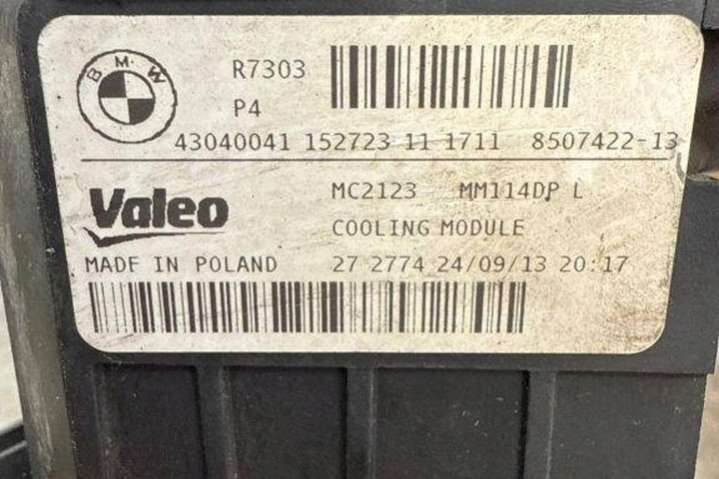 BMW
R7303
P4
43040041 152723 11 1711 8507422-13
Valeo
MC2123 MM114DP L
COOLING MODULE
MADE IN POLAND 27 2774 24/09/13 20:17